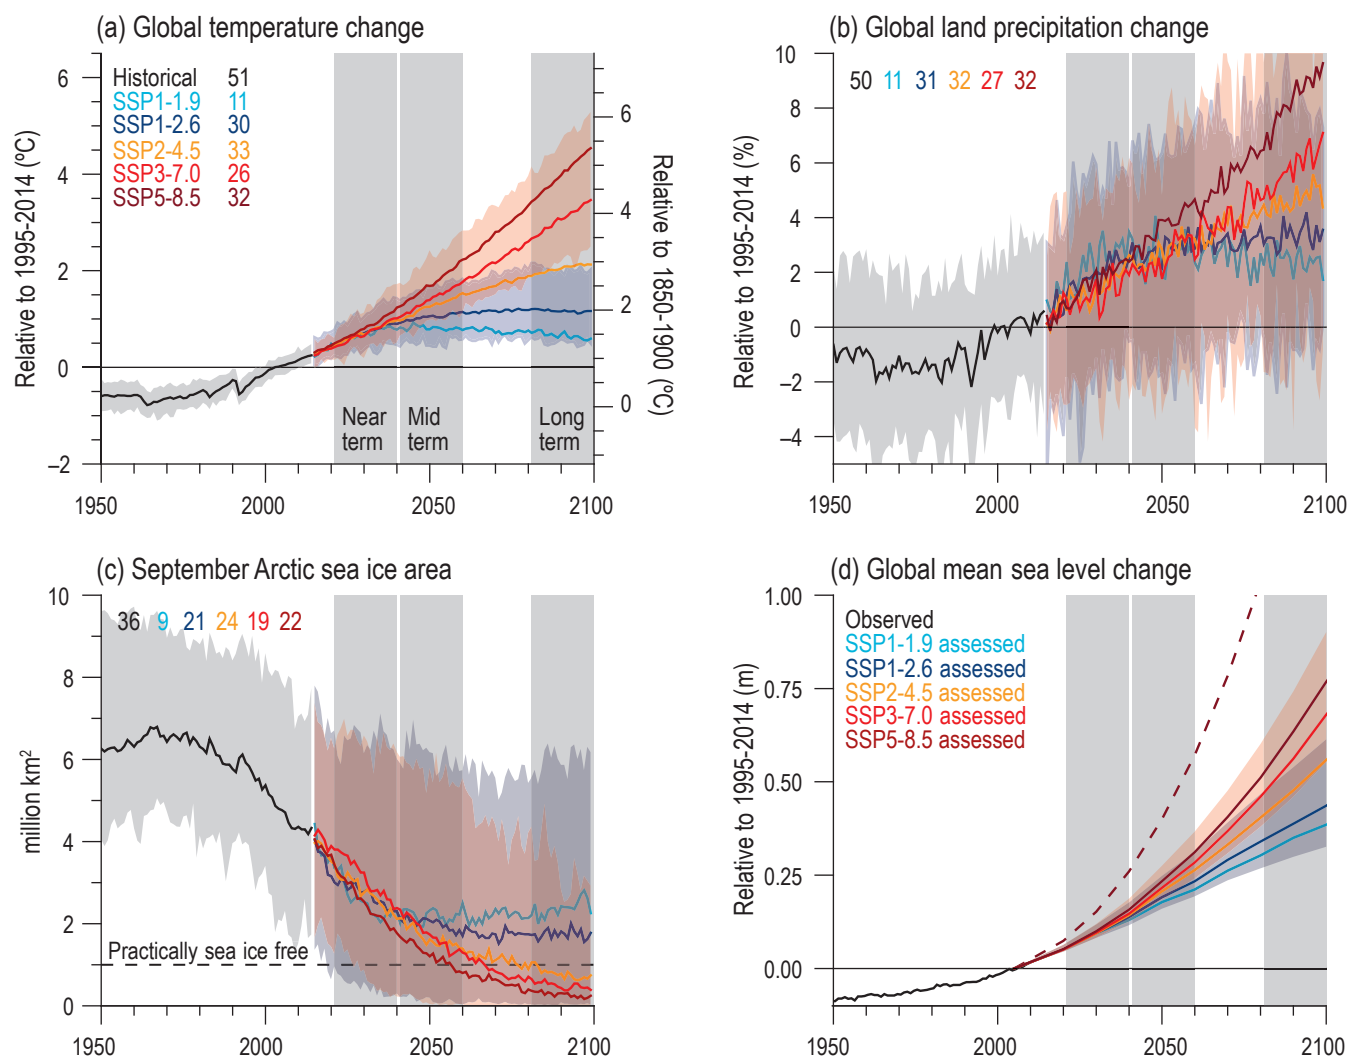 (a) Global temperature change
Relative to 1995-2014 (ºC)
6
4
2
0
–2
Historical 51
SSP1-1.9 11
SSP1-2.6 30
SSP2-4.5 33
SSP3-7.0 26
SSP5-8.5 32
Near term
Mid term
Long term
6
4
2
0
Relative to 1850-1900 (ºC)
1950 2000 2050 2100
(b) Global land precipitation change
Relative to 1995-2014 (%)
10
8
6
4
2
0
–2
–4
50 11 31 32 27 32
1950 2000 2050 2100
(c) September Arctic sea ice area
million km²
10
8
6
4
2
0
36 9 21 24 19 22
Practically sea ice free
1950 2000 2050 2100
(d) Global mean sea level change
Relative to 1995-2014 (m)
1.00
0.75
0.50
0.25
0.00
Observed
SSP1-1.9 assessed
SSP1-2.6 assessed
SSP2-4.5 assessed
SSP3-7.0 assessed
SSP5-8.5 assessed
1950 2000 2050 2100